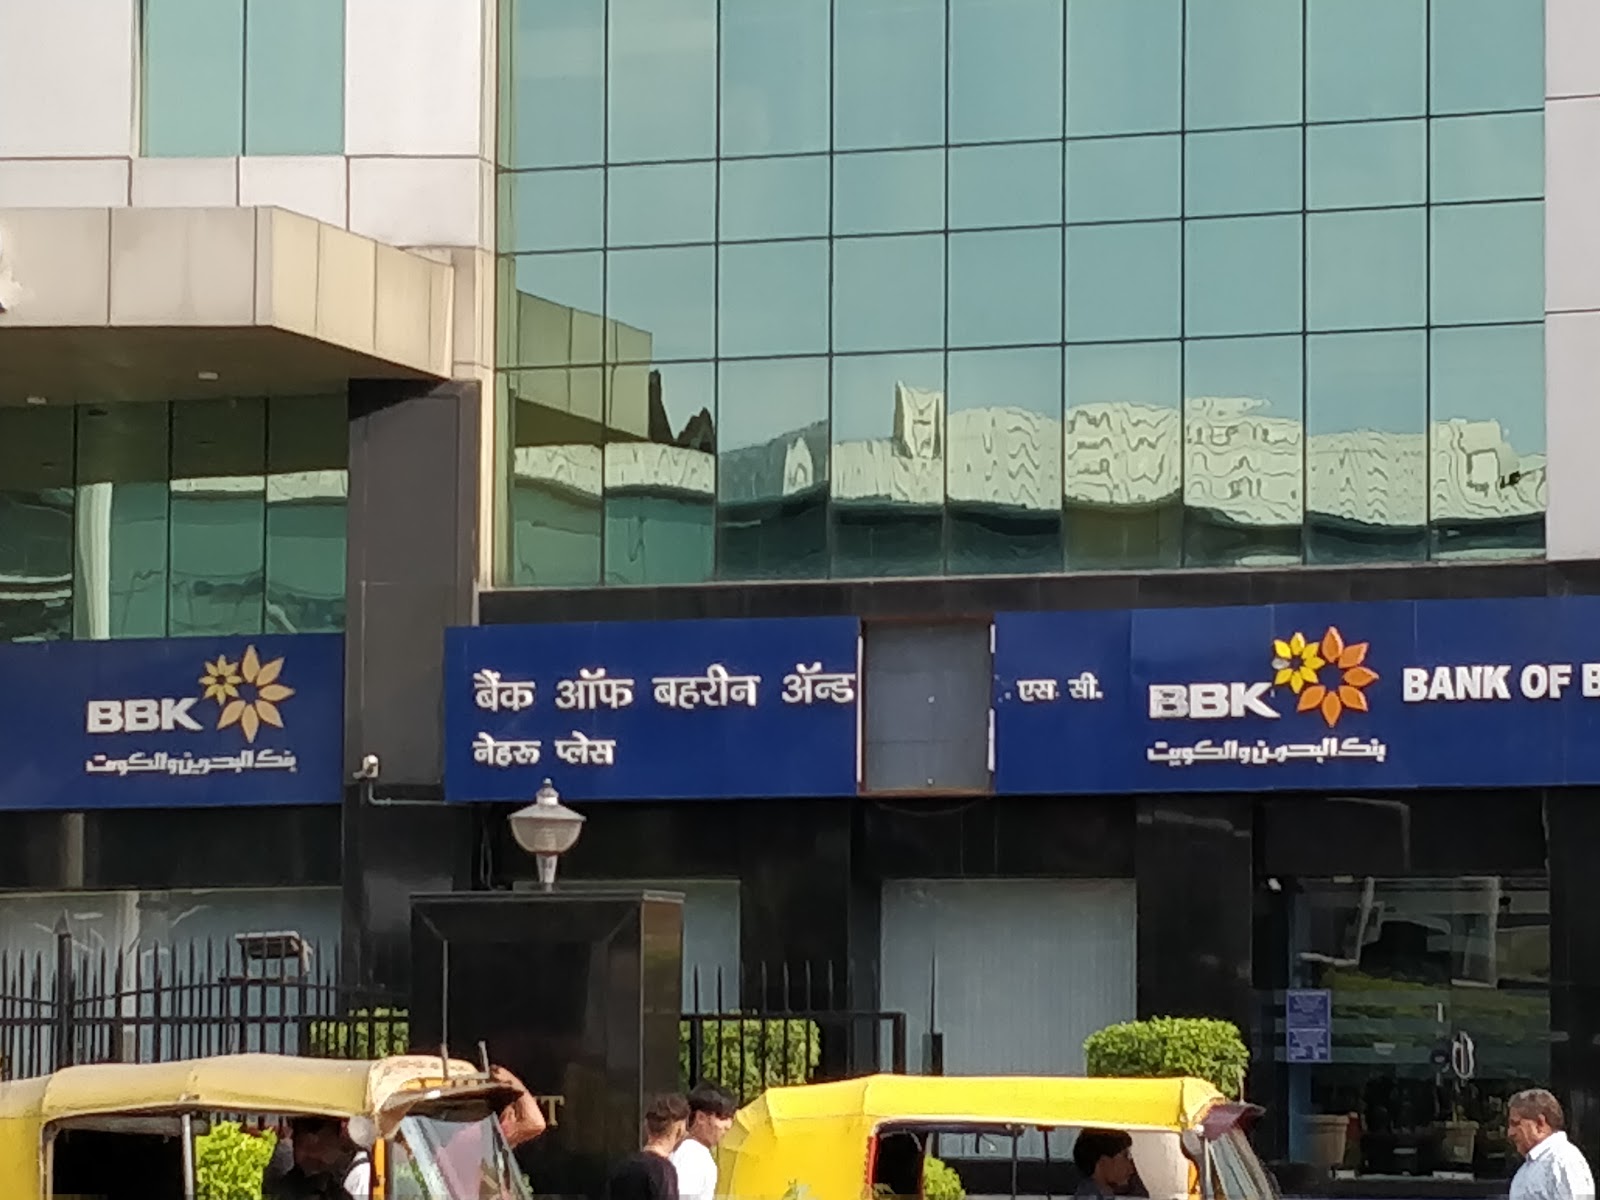 BBK
بنك البحرين والكويت
बैंक ऑफ बहरीन ॲन्ड
. एस. सी.
नेहरू प्लेस
BBK
بنك البحرين والكويت
BANK OF B